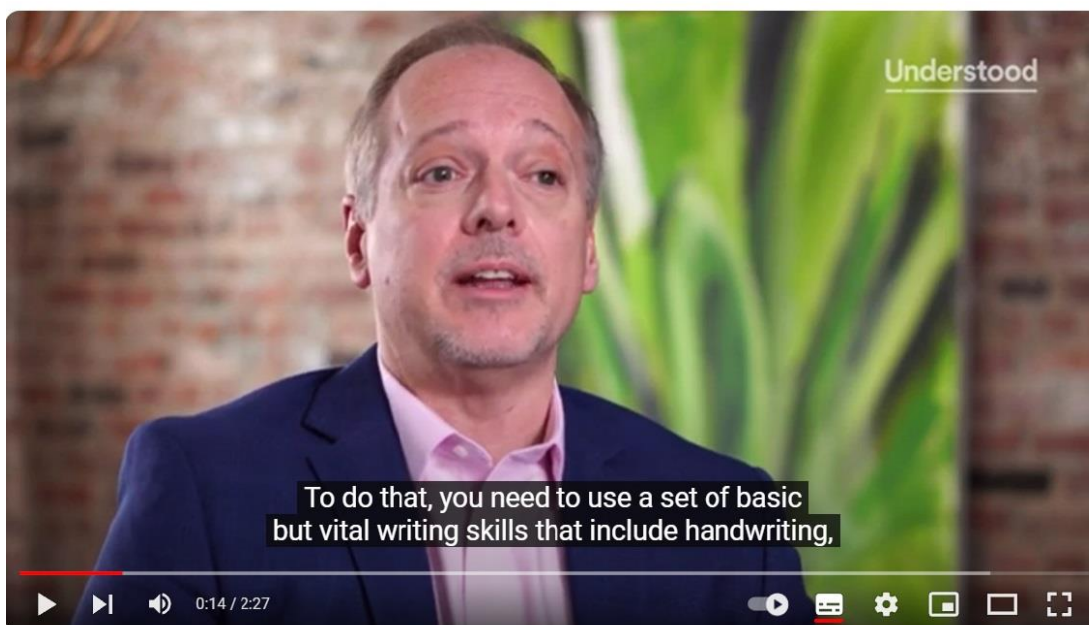 Understood
To do that, you need to use a set of basic
but vital writing skills that include handwriting,
0:14 / 2:27